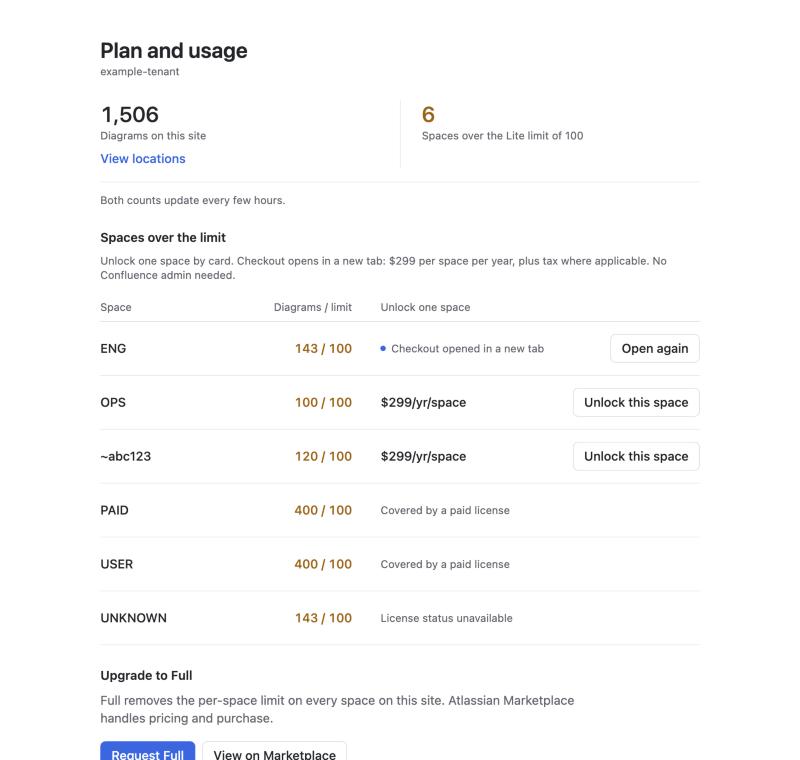 Plan and usage
example-tenant
1,506
Diagrams on this site
View locations
6
Spaces over the Lite limit of 100
Both counts update every few hours.
Spaces over the limit
Unlock one space by card. Checkout opens in a new tab: $299 per space per year, plus tax where applicable. No
Confluence admin needed.
Space Diagrams / limit Unlock one space
ENG 143 / 100 Checkout opened in a new tab Open again
OPS 100 / 100 $299/yr/space Unlock this space
~abc123 120 / 100 $299/yr/space Unlock this space
PAID 400 / 100 Covered by a paid license
USER 400 / 100 Covered by a paid license
UNKNOWN 143 / 100 License status unavailable
Upgrade to Full
Full removes the per-space limit on every space on this site. Atlassian Marketplace
handles pricing and purchase.
Request Full View on Marketplace